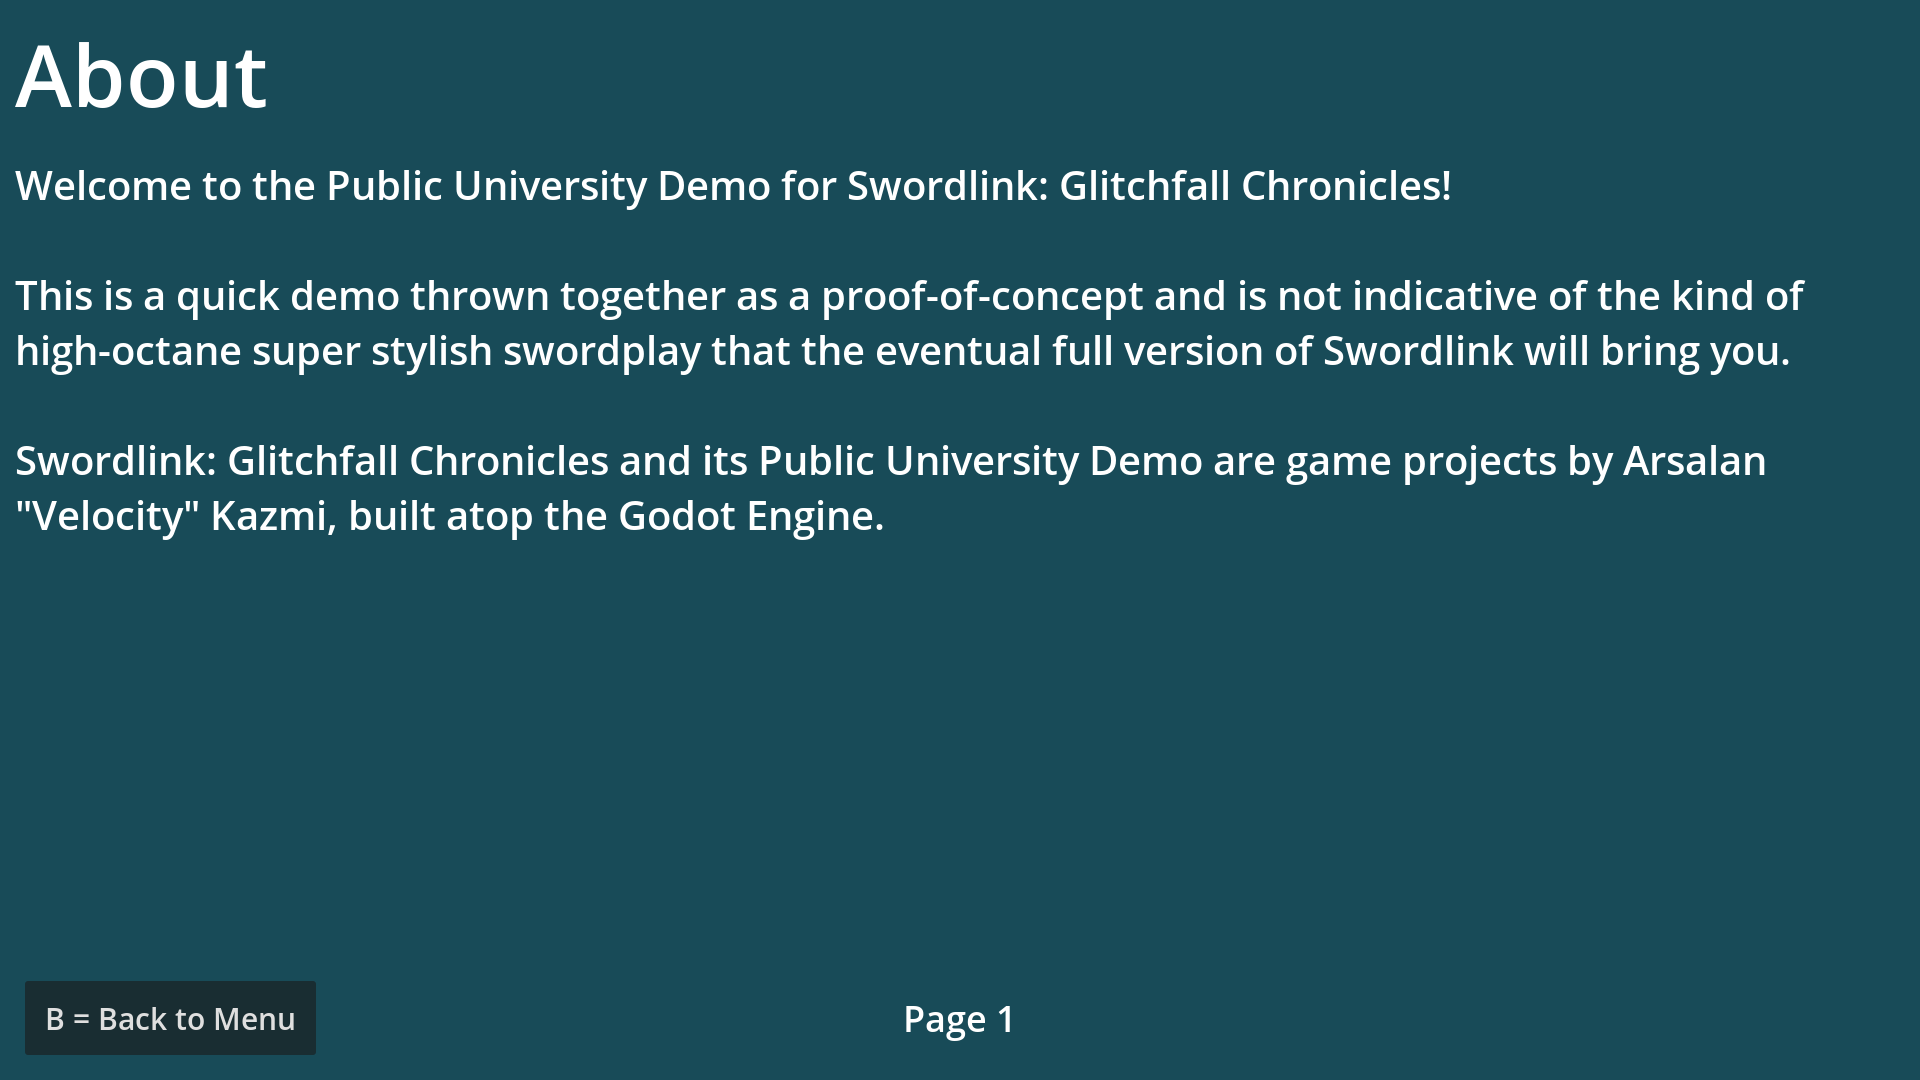 About
Welcome to the Public University Demo for Swordlink: Glitchfall Chronicles!
This is a quick demo thrown together as a proof-of-concept and is not indicative of the kind of
high-octane super stylish swordplay that the eventual full version of Swordlink will bring you.
Swordlink: Glitchfall Chronicles and its Public University Demo are game projects by Arsalan
"Velocity" Kazmi, built atop the Godot Engine.
B = Back to Menu
Page 1